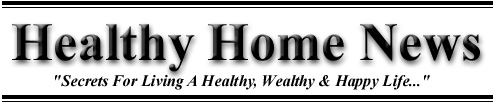 Healthy Home News
"Secrets For Living A Healthy, Wealthy & Happy Life..."